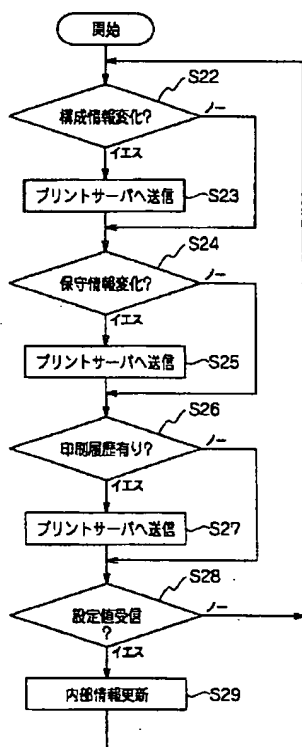 開始
S22
構成情報変化?
ノー
イエス
プリントサーバへ送信
S23
S24
保守情報変化?
ノー
イエス
プリントサーバへ送信
S25
S26
印刷履歴有り?
ノー
イエス
プリントサーバへ送信
S27
S28
設定値受信
?
ノー
イエス
内部情報更新
S29